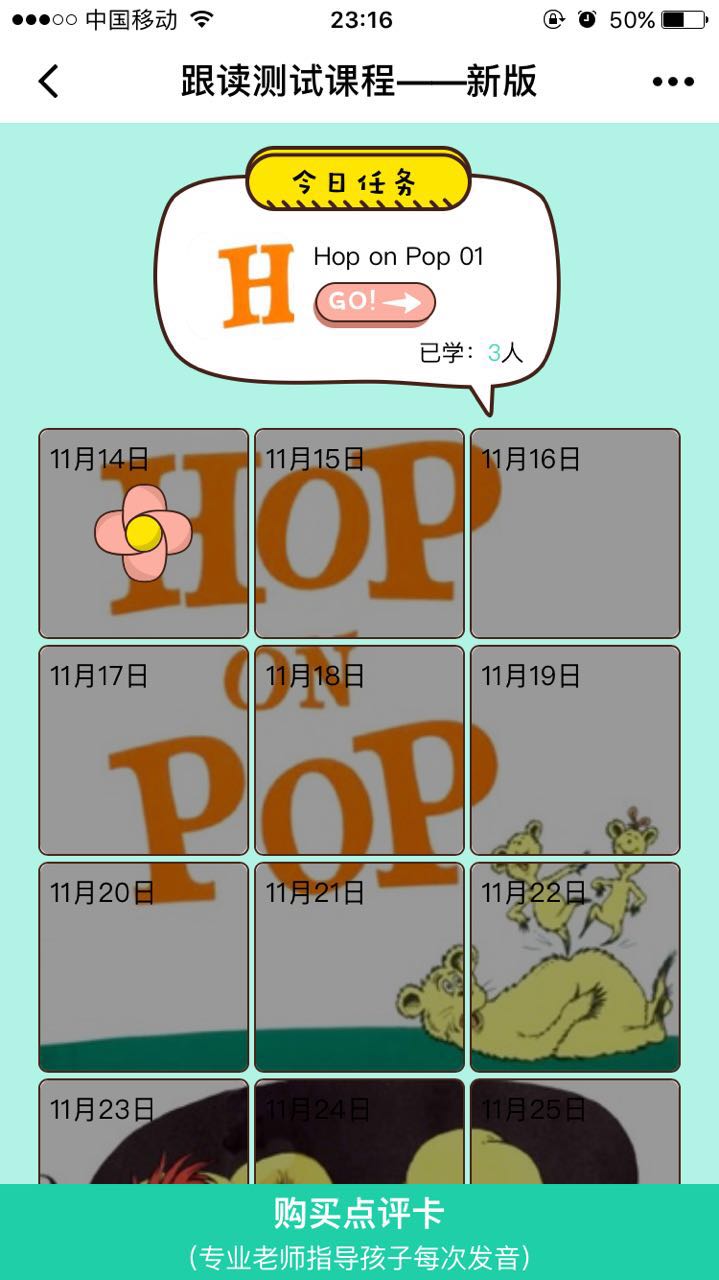 中国移动 23:16 50%
跟读测试课程——新版
今日任务
H
Hop on Pop 01
GO!
已学：3人
11月14日 11月15日 11月16日
HOP
11月17日 11月18日 11月19日
ON
POP
11月20日 11月21日 11月22日
11月23日 11月24日 11月25日
购买点评卡
（专业老师指导孩子每次发音）